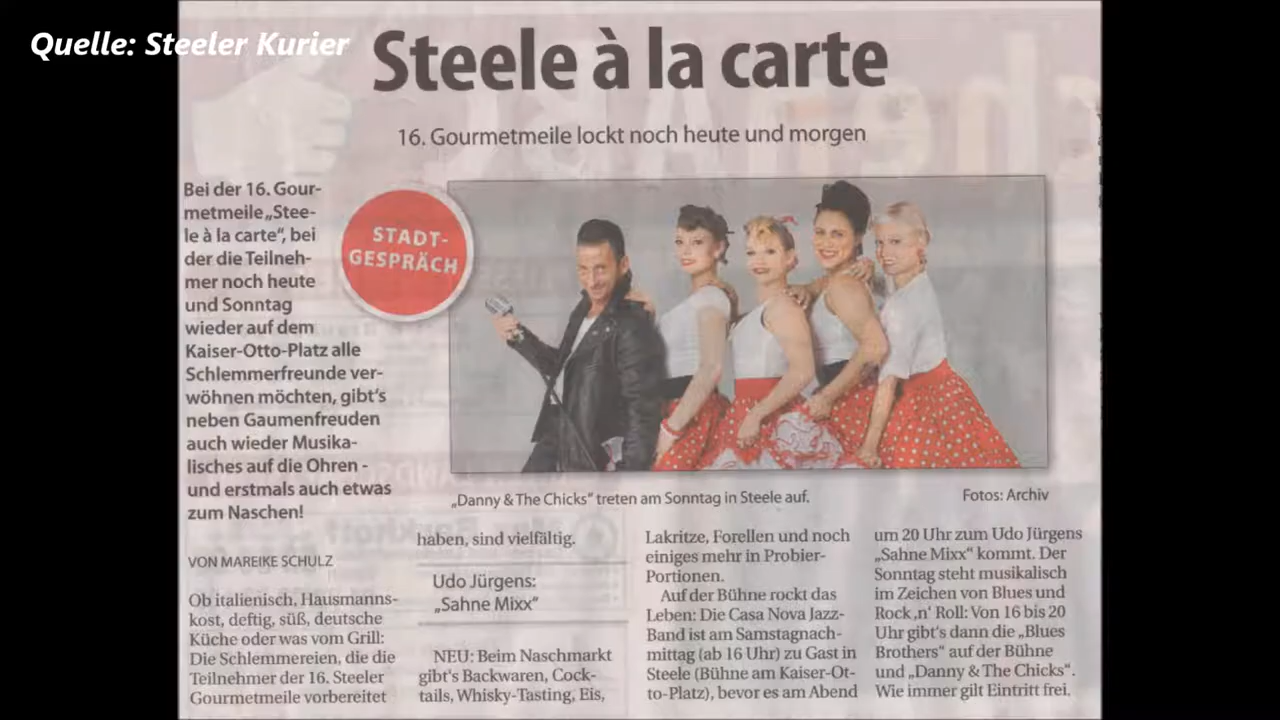 Quelle: Steeler Kurier
Steele à la carte
16. Gourmetmeile lockt noch heute und morgen
Bei der 16. Gour-
metmeile „Stee-
le à la carte“, bei
der die Teilneh-
mer noch heute
und Sonntag
wieder auf dem
Kaiser-Otto-Platz alle
Schlemmerfreunde ver-
wöhnen möchten, gibt‘s
neben Gaumenfreuden
auch wieder Musika-
lisches auf die Ohren -
und erstmals auch etwas
zum Naschen!
STADT-
GESPRÄCH
„Danny & The Chicks“ treten am Sonntag in Steele auf.
Fotos: Archiv
VON MAREIKE SCHULZ
Ob italienisch, Hausmanns-
kost, deftig, süß, deutsche
Küche oder was vom Grill:
Die Schlemmereien, die die
Teilnehmer der 16. Steeler
Gourmetmeile vorbereitet
haben, sind vielfältig.
Udo Jürgens:
„Sahne Mixx“
NEU: Beim Naschmarkt
gibt's Backwaren, Cock-
tails, Whisky-Tasting, Eis,
Lakritze, Forellen und noch
einiges mehr in Probier-
Portionen.
Auf der Bühne rockt das
Leben: Die Casa Nova Jazz-
Band ist am Samstagnach-
mittag (ab 16 Uhr) zu Gast in
Steele (Bühne am Kaiser-Ot-
to-Platz), bevor es am Abend
um 20 Uhr zum Udo Jürgens
„Sahne Mixx“ kommt. Der
Sonntag steht musikalisch
im Zeichen von Blues und
Rock ,n‘ Roll: Von 16 bis 20
Uhr gibt's dann die „Blues
Brothers“ auf der Bühne
und „Danny & The Chicks“.
Wie immer gilt Eintritt frei.